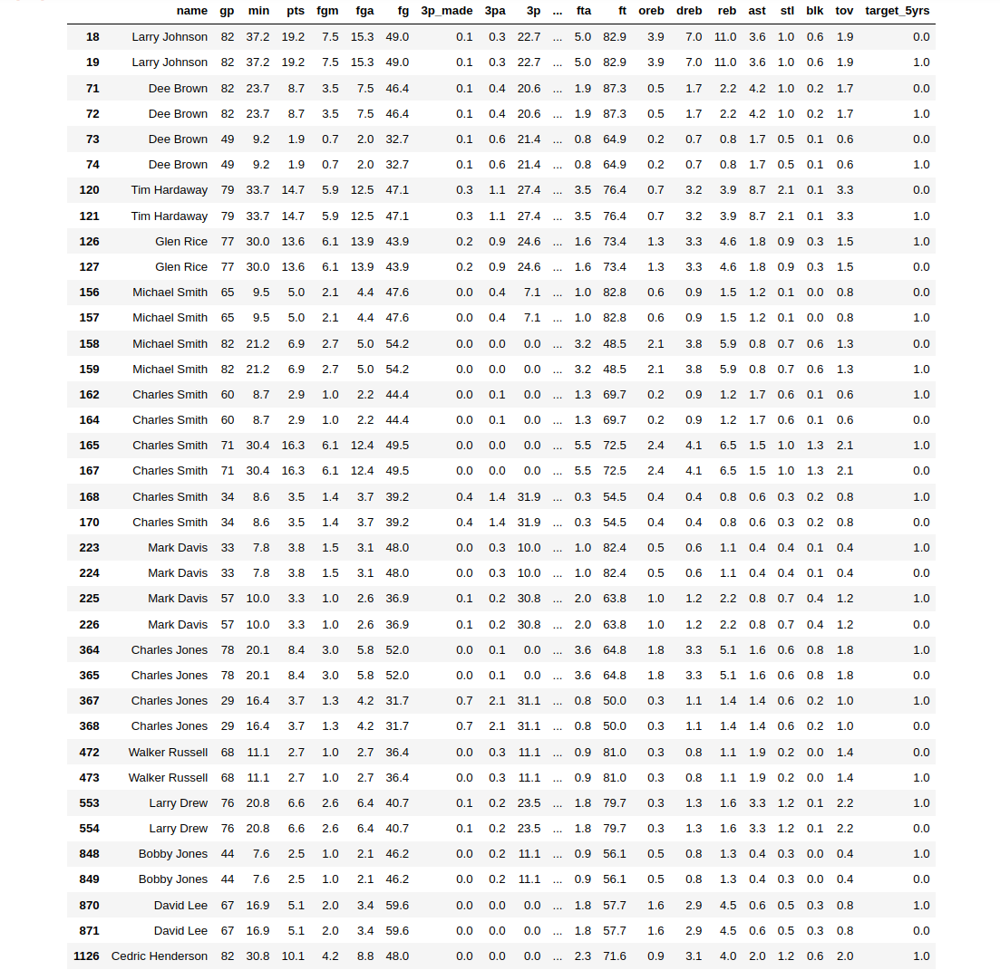 name gp min pts fgm fga fg 3p_made 3pa 3p ... fta ft oreb dreb reb ast stl blk tov target_5yrs
18 Larry Johnson 82 37.2 19.2 7.5 15.3 49.0 0.1 0.3 22.7 ... 5.0 82.9 3.9 7.0 11.0 3.6 1.0 0.6 1.9 0.0
19 Larry Johnson 82 37.2 19.2 7.5 15.3 49.0 0.1 0.3 22.7 ... 5.0 82.9 3.9 7.0 11.0 3.6 1.0 0.6 1.9 1.0
71 Dee Brown 82 23.7 8.7 3.5 7.5 46.4 0.1 0.4 20.6 ... 1.9 87.3 0.5 1.7 2.2 4.2 1.0 0.2 1.7 0.0
72 Dee Brown 82 23.7 8.7 3.5 7.5 46.4 0.1 0.4 20.6 ... 1.9 87.3 0.5 1.7 2.2 4.2 1.0 0.2 1.7 1.0
73 Dee Brown 49 9.2 1.9 0.7 2.0 32.7 0.1 0.6 21.4 ... 0.8 64.9 0.2 0.7 0.8 1.7 0.5 0.1 0.6 0.0
74 Dee Brown 49 9.2 1.9 0.7 2.0 32.7 0.1 0.6 21.4 ... 0.8 64.9 0.2 0.7 0.8 1.7 0.5 0.1 0.6 1.0
120 Tim Hardaway 79 33.7 14.7 5.9 12.5 47.1 0.3 1.1 27.4 ... 3.5 76.4 0.7 3.2 3.9 8.7 2.1 0.1 3.3 0.0
121 Tim Hardaway 79 33.7 14.7 5.9 12.5 47.1 0.3 1.1 27.4 ... 3.5 76.4 0.7 3.2 3.9 8.7 2.1 0.1 3.3 1.0
126 Glen Rice 77 30.0 13.6 6.1 13.9 43.9 0.2 0.9 24.6 ... 1.6 73.4 1.3 3.3 4.6 1.8 0.9 0.3 1.5 1.0
127 Glen Rice 77 30.0 13.6 6.1 13.9 43.9 0.2 0.9 24.6 ... 1.6 73.4 1.3 3.3 4.6 1.8 0.9 0.3 1.5 0.0
156 Michael Smith 65 9.5 5.0 2.1 4.4 47.6 0.0 0.4 7.1 ... 1.0 82.8 0.6 0.9 1.5 1.2 0.1 0.0 0.8 0.0
157 Michael Smith 65 9.5 5.0 2.1 4.4 47.6 0.0 0.4 7.1 ... 1.0 82.8 0.6 0.9 1.5 1.2 0.1 0.0 0.8 1.0
158 Michael Smith 82 21.2 6.9 2.7 5.0 54.2 0.0 0.0 0.0 ... 3.2 48.5 2.1 3.8 5.9 0.8 0.7 0.6 1.3 0.0
159 Michael Smith 82 21.2 6.9 2.7 5.0 54.2 0.0 0.0 0.0 ... 3.2 48.5 2.1 3.8 5.9 0.8 0.7 0.6 1.3 1.0
162 Charles Smith 60 8.7 2.9 1.0 2.2 44.4 0.0 0.1 0.0 ... 1.3 69.7 0.2 0.9 1.2 1.7 0.6 0.1 0.6 1.0
164 Charles Smith 60 8.7 2.9 1.0 2.2 44.4 0.0 0.1 0.0 ... 1.3 69.7 0.2 0.9 1.2 1.7 0.6 0.1 0.6 0.0
165 Charles Smith 71 30.4 16.3 6.1 12.4 49.5 0.0 0.0 0.0 ... 5.5 72.5 2.4 4.1 6.5 1.5 1.0 1.3 2.1 1.0
167 Charles Smith 71 30.4 16.3 6.1 12.4 49.5 0.0 0.0 0.0 ... 5.5 72.5 2.4 4.1 6.5 1.5 1.0 1.3 2.1 0.0
168 Charles Smith 34 8.6 3.5 1.4 3.7 39.2 0.4 1.4 31.9 ... 0.3 54.5 0.4 0.4 0.8 0.6 0.3 0.2 0.8 1.0
170 Charles Smith 34 8.6 3.5 1.4 3.7 39.2 0.4 1.4 31.9 ... 0.3 54.5 0.4 0.4 0.8 0.6 0.3 0.2 0.8 0.0
223 Mark Davis 33 7.8 3.8 1.5 3.1 48.0 0.0 0.3 10.0 ... 1.0 82.4 0.5 0.6 1.1 0.4 0.4 0.1 0.4 1.0
224 Mark Davis 33 7.8 3.8 1.5 3.1 48.0 0.0 0.3 10.0 ... 1.0 82.4 0.5 0.6 1.1 0.4 0.4 0.1 0.4 0.0
225 Mark Davis 57 10.0 3.3 1.0 2.6 36.9 0.1 0.2 30.8 ... 2.0 63.8 1.0 1.2 2.2 0.8 0.7 0.4 1.2 1.0
226 Mark Davis 57 10.0 3.3 1.0 2.6 36.9 0.1 0.2 30.8 ... 2.0 63.8 1.0 1.2 2.2 0.8 0.7 0.4 1.2 0.0
364 Charles Jones 78 20.1 8.4 3.0 5.8 52.0 0.0 0.1 0.0 ... 3.6 64.8 1.8 3.3 5.1 1.6 0.6 0.8 1.8 1.0
365 Charles Jones 78 20.1 8.4 3.0 5.8 52.0 0.0 0.1 0.0 ... 3.6 64.8 1.8 3.3 5.1 1.6 0.6 0.8 1.8 0.0
367 Charles Jones 29 16.4 3.7 1.3 4.2 31.7 0.7 2.1 31.1 ... 0.8 50.0 0.3 1.1 1.4 1.4 0.6 0.2 1.0 1.0
368 Charles Jones 29 16.4 3.7 1.3 4.2 31.7 0.7 2.1 31.1 ... 0.8 50.0 0.3 1.1 1.4 1.4 0.6 0.2 1.0 0.0
472 Walker Russell 68 11.1 2.7 1.0 2.7 36.4 0.0 0.3 11.1 ... 0.9 81.0 0.3 0.8 1.1 1.9 0.2 0.0 1.4 0.0
473 Walker Russell 68 11.1 2.7 1.0 2.7 36.4 0.0 0.3 11.1 ... 0.9 81.0 0.3 0.8 1.1 1.9 0.2 0.0 1.4 1.0
553 Larry Drew 76 20.8 6.6 2.6 6.4 40.7 0.1 0.2 23.5 ... 1.8 79.7 0.3 1.3 1.6 3.3 1.2 0.1 2.2 1.0
554 Larry Drew 76 20.8 6.6 2.6 6.4 40.7 0.1 0.2 23.5 ... 1.8 79.7 0.3 1.3 1.6 3.3 1.2 0.1 2.2 0.0
848 Bobby Jones 44 7.6 2.5 1.0 2.1 46.2 0.0 0.2 11.1 ... 0.9 56.1 0.5 0.8 1.3 0.4 0.3 0.0 0.4 1.0
849 Bobby Jones 44 7.6 2.5 1.0 2.1 46.2 0.0 0.2 11.1 ... 0.9 56.1 0.5 0.8 1.3 0.4 0.3 0.0 0.4 0.0
870 David Lee 67 16.9 5.1 2.0 3.4 59.6 0.0 0.0 0.0 ... 1.8 57.7 1.6 2.9 4.5 0.6 0.5 0.3 0.8 1.0
871 David Lee 67 16.9 5.1 2.0 3.4 59.6 0.0 0.0 0.0 ... 1.8 57.7 1.6 2.9 4.5 0.6 0.5 0.3 0.8 0.0
1126 Cedric Henderson 82 30.8 10.1 4.2 8.8 48.0 0.0 0.0 0.0 ... 2.3 71.6 0.9 3.1 4.0 2.0 1.2 0.6 2.0 1.0